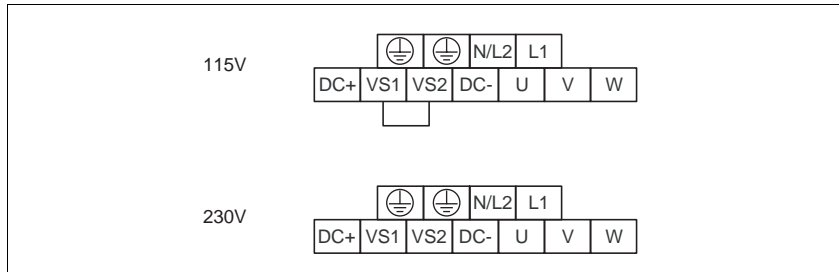 N/L2 L1
115V
DC+ VS1 VS2 DC- U V W
N/L2 L1
230V
DC+ VS1 VS2 DC- U V W